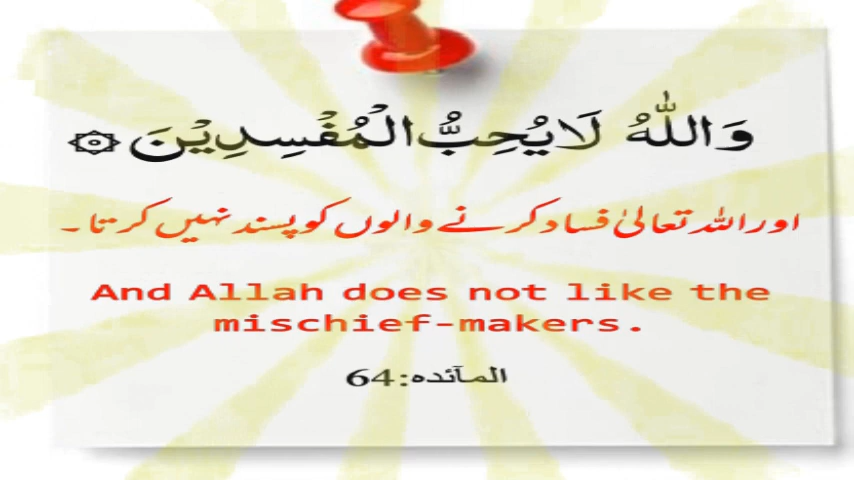 وَاللّٰهُ لَا يُحِبُّ الْمُفْسِدِيْنَ ۞
اور اللہ تعالیٰ فساد کرنے والوں کو پسند نہیں کرتا۔
And Allah does not like the
mischief-makers.
المآئدہ:64